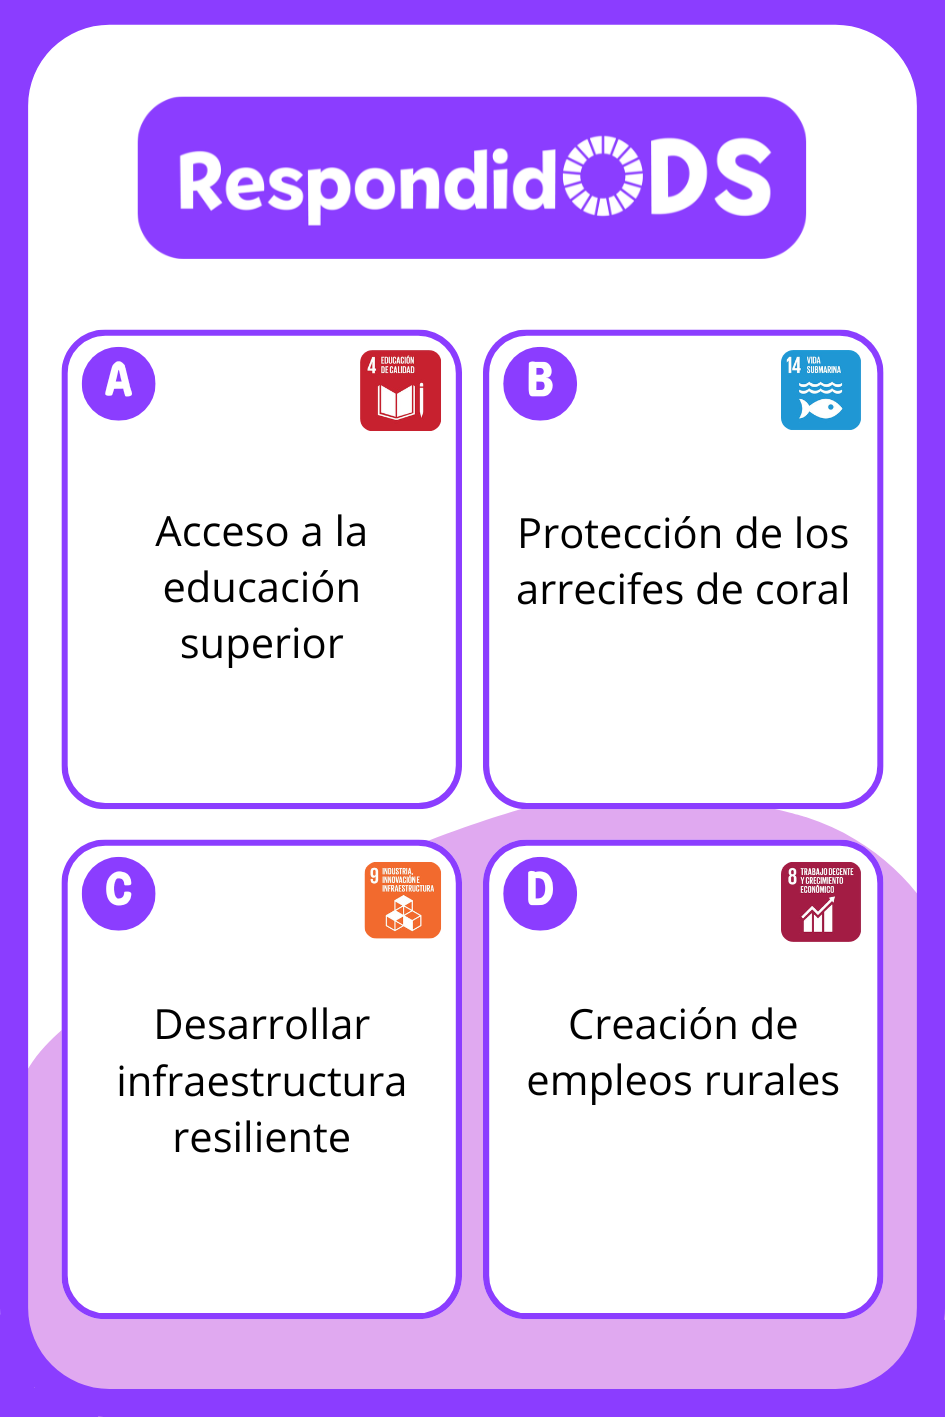 RespondidODS
A
4 EDUCACIÓN
DE CALIDAD
Acceso a la
educación
superior
B
14 VIDA
SUBMARINA
Protección de los
arrecifes de coral
C
9 INDUSTRIA,
INNOVACIÓN E
INFRAESTRUCTURA
Desarrollar
infraestructura
resiliente
D
8 TRABAJO DECENTE
Y CRECIMIENTO
ECONÓMICO
Creación de
empleos rurales